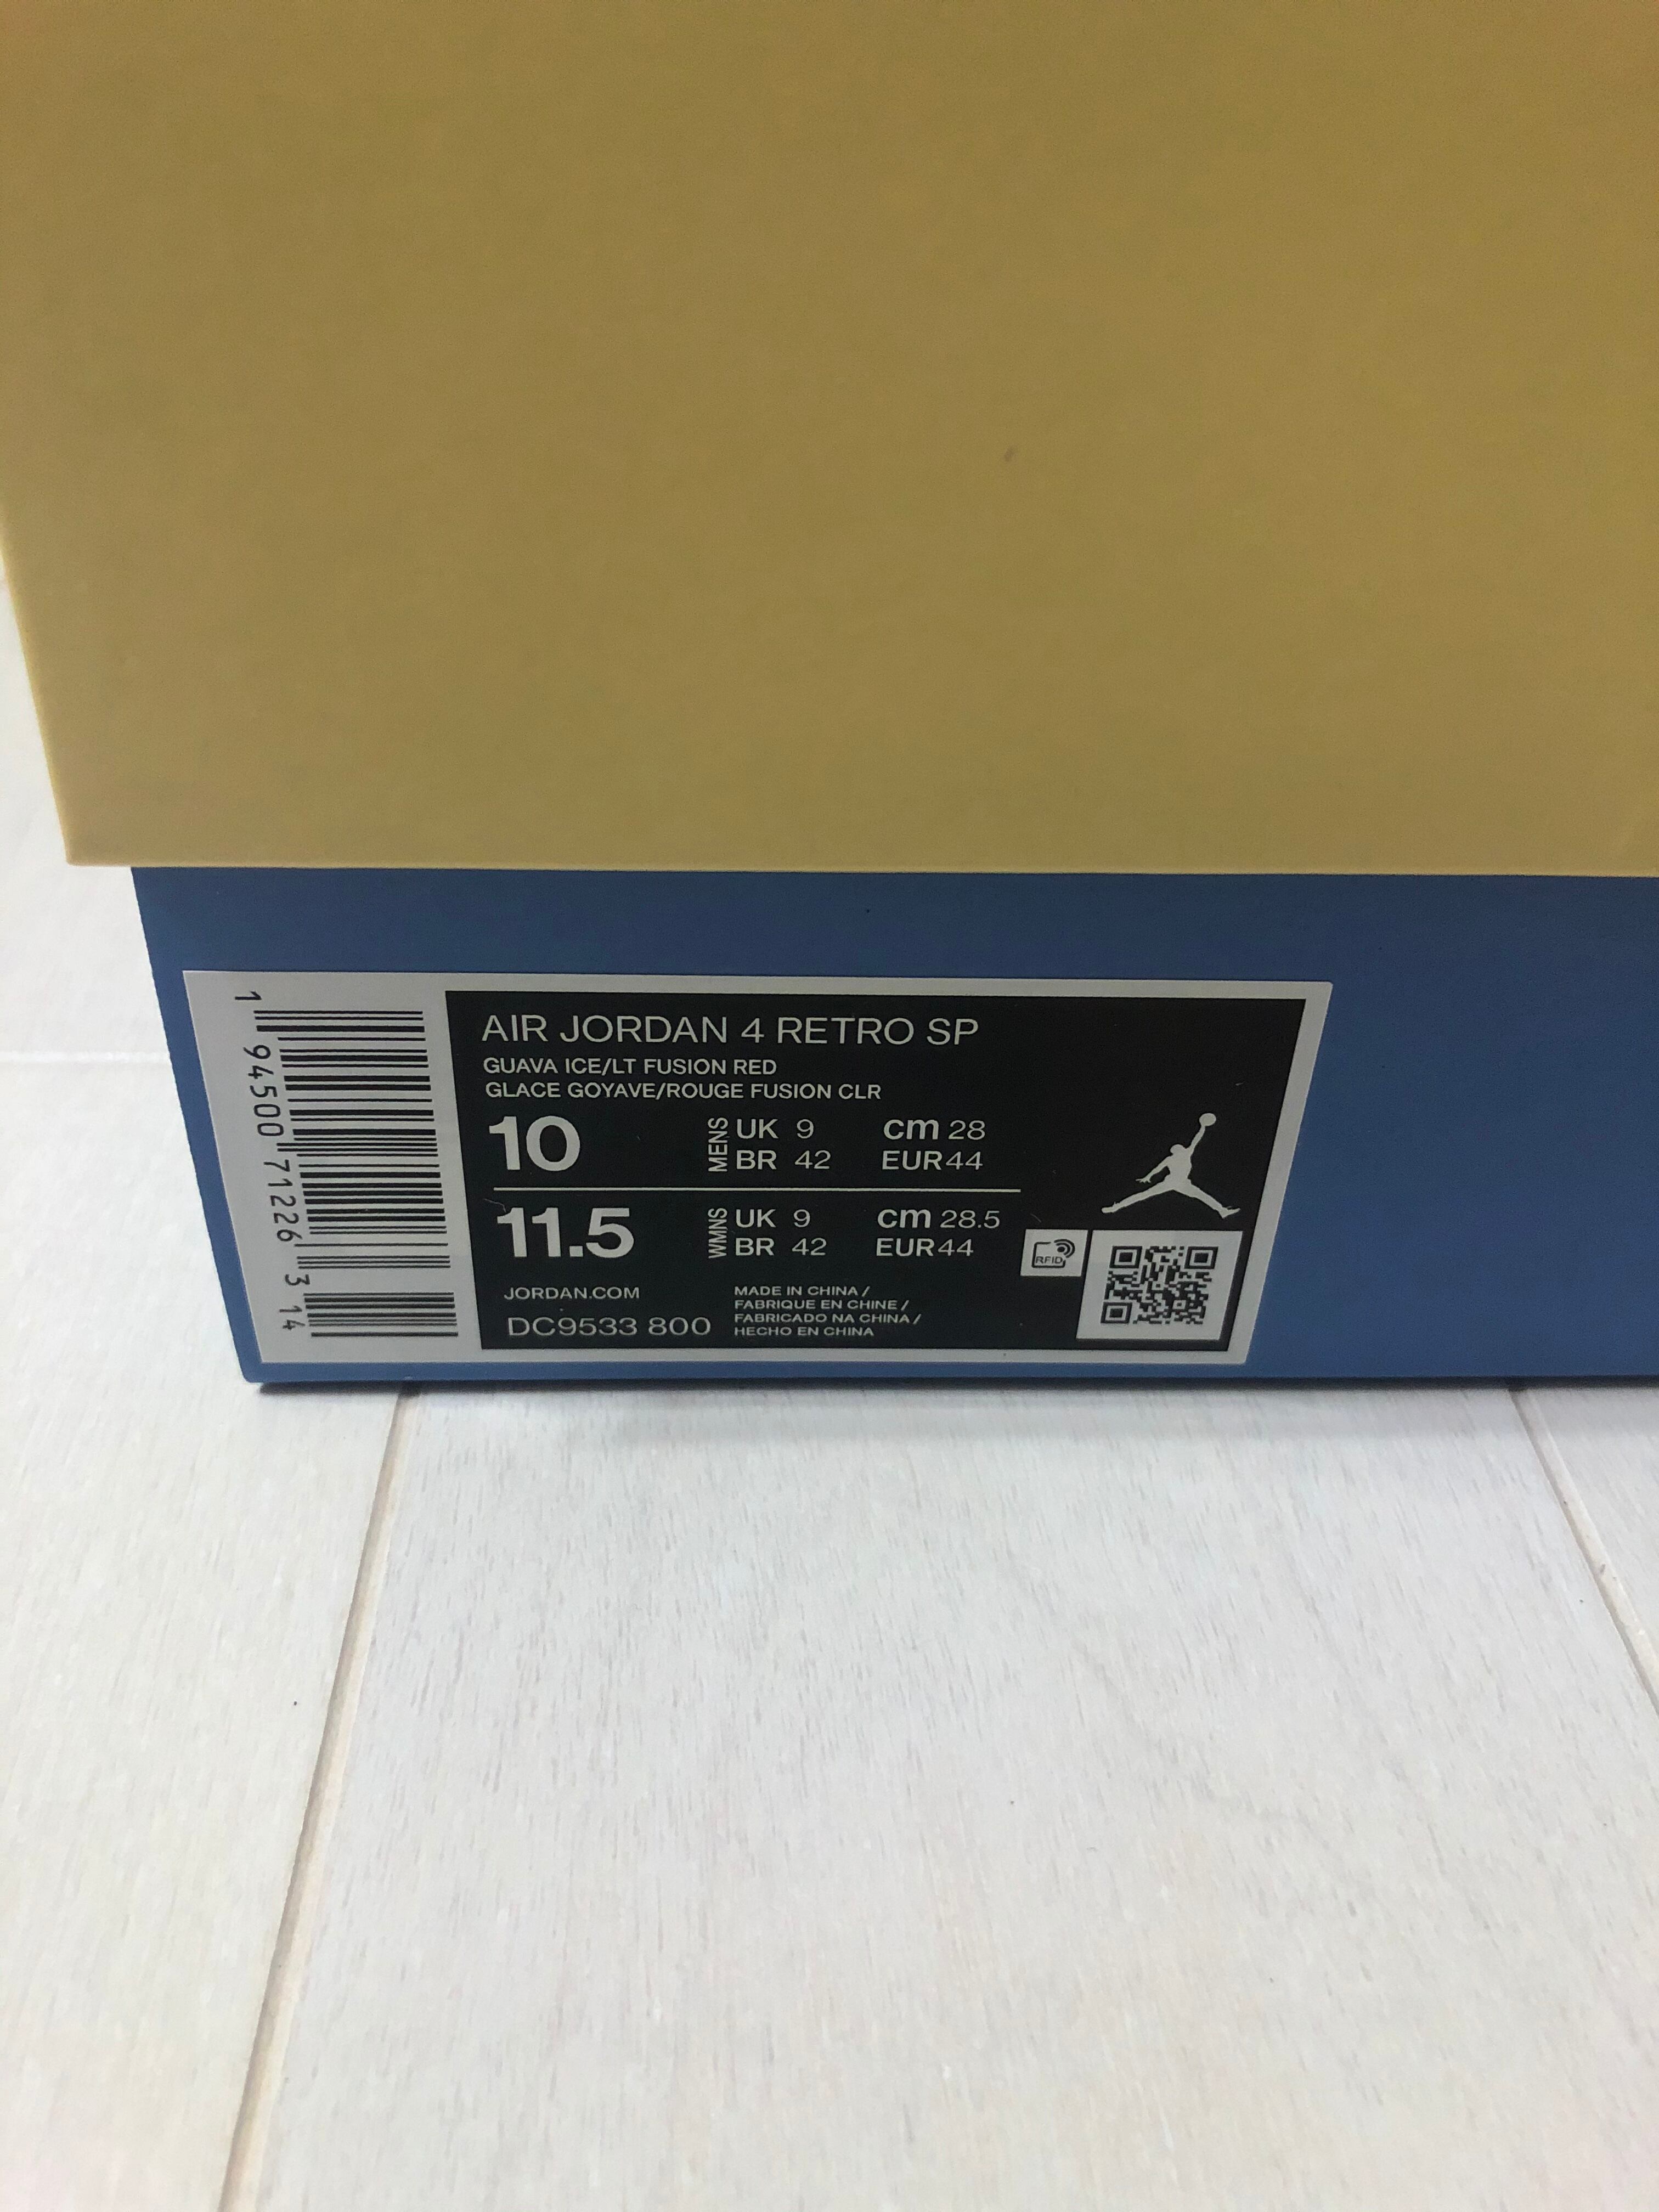 AIR JORDAN 4 RETRO SP
GUAVA ICE/LT FUSION RED
GLACE GOYAVE/ROUGE FUSION CLR
10 MENS UK 9 cm 28
BR 42 EUR 44
11.5 WMNS UK 9 cm 28.5
BR 42 EUR 44
RFID
JORDAN.COM
DC9533 800
MADE IN CHINA /
FABRIQUE EN CHINE /
FABRICADO NA CHINA /
HECHO EN CHINA
1 94500 71226 3 14